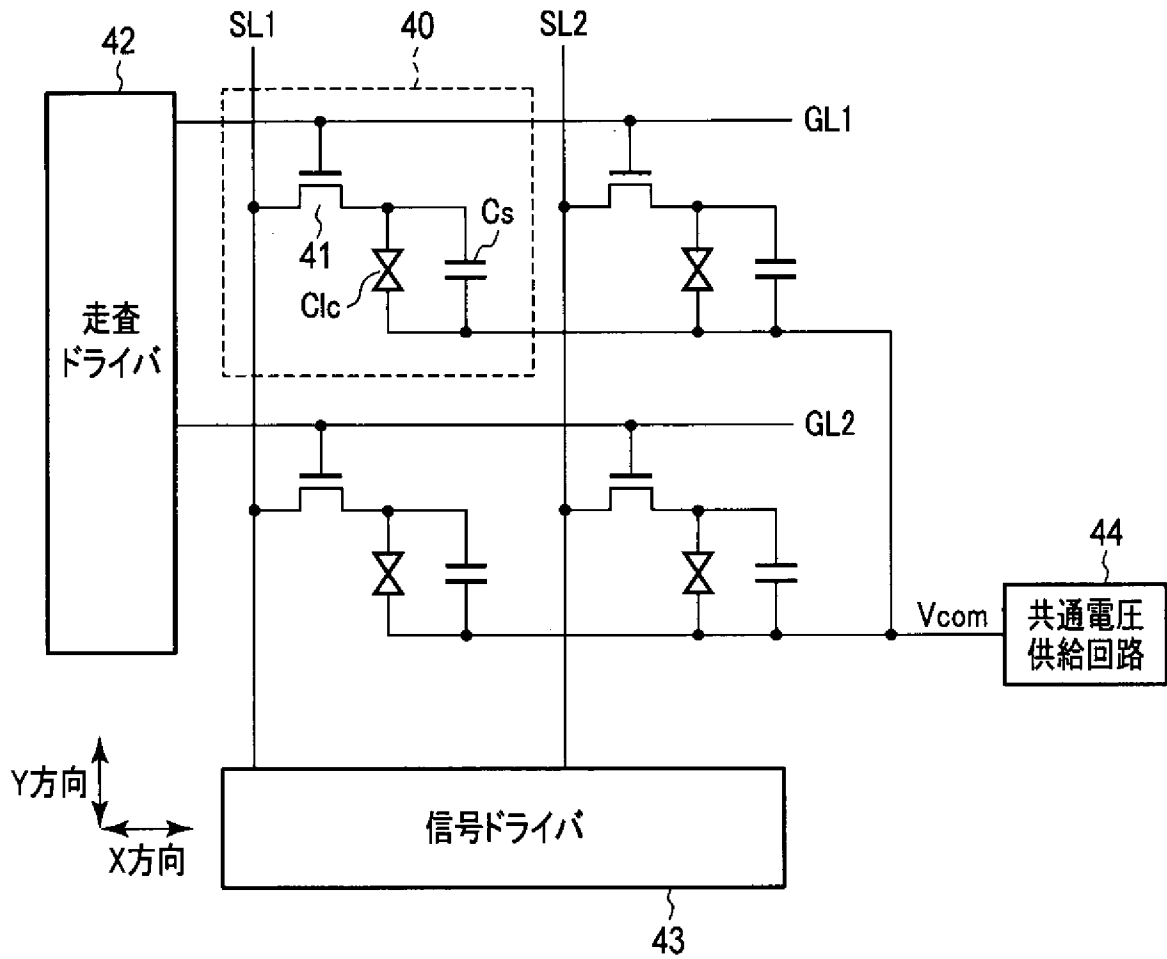 42
SL1
40
SL2
GL1
41
Cs
Clc
走査
ドライバ
GL2
44
Vcom
共通電圧
供給回路
Y方向
X方向
信号ドライバ
43